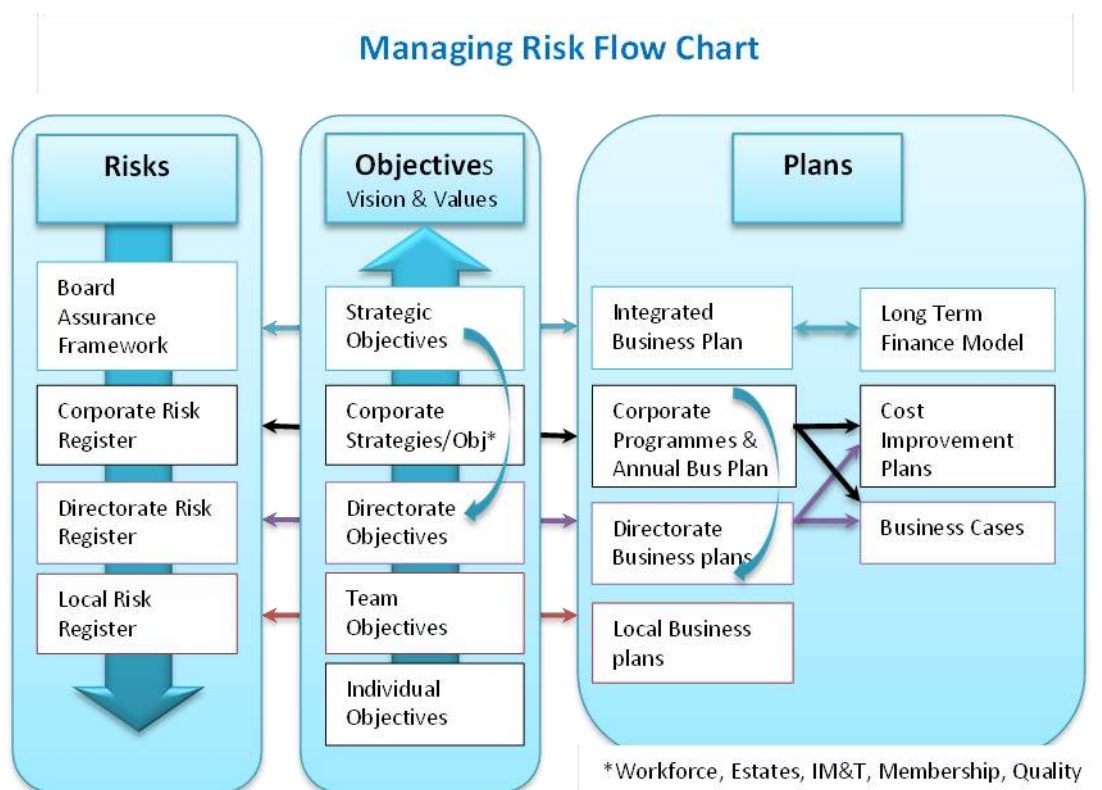 Managing Risk Flow Chart
Risks
Board
Assurance
Framework
Corporate Risk
Register
Directorate Risk
Register
Local Risk
Register
Objectives
Vision & Values
Strategic
Objectives
Corporate
Strategies/Obj*
Directorate
Objectives
Team
Objectives
Individual
Objectives
Plans
Integrated
Business Plan
Long Term
Finance Model
Corporate
Programmes &
Annual Bus Plan
Cost
Improvement
Plans
Directorate
Business plans
Business Cases
Local Business
plans
*Workforce, Estates, IM&T, Membership, Quality